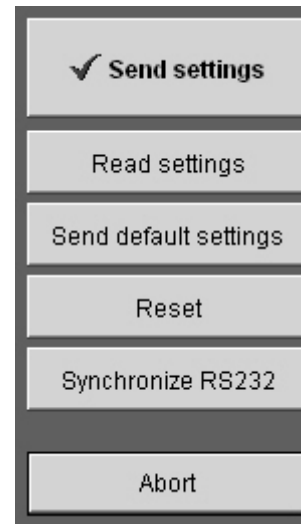 Send settings
Read settings
Send default settings
Reset
Synchronize RS232
Abort